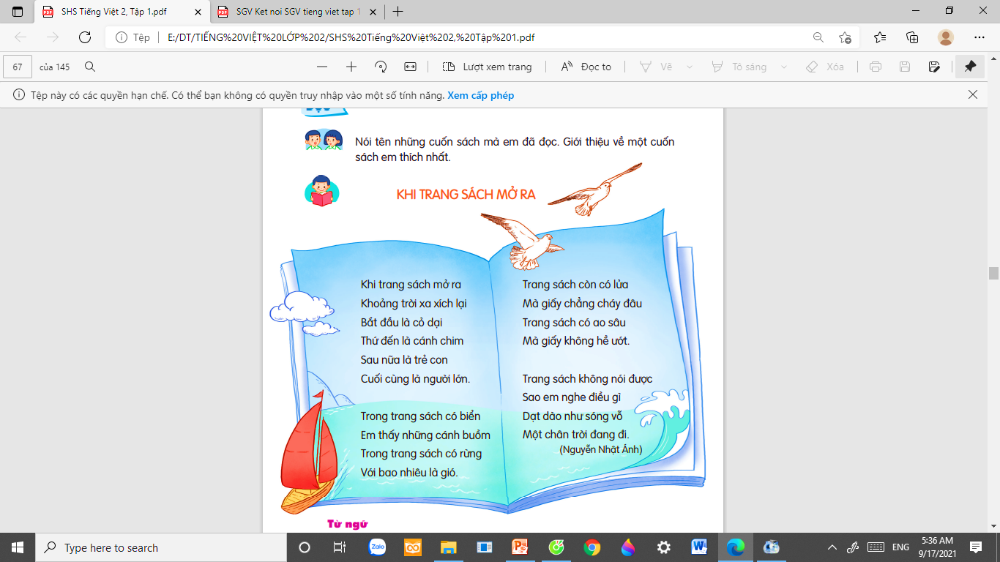 SHS Tiếng Việt 2, Tập 1.pdf
SGV Ket noi SGV tieng viet tap 1
Tệp
E:/DT/TIẾNG%20VIỆT%20LỚP%202/SHS%20Tiếng%20Việt%202,%20Tập%201.pdf
67 của 145
Lượt xem trang
Đọc to
Vẽ
Tô sáng
Xóa
Tệp này có các quyền hạn chế. Có thể bạn không có quyền truy nhập vào một số tính năng. Xem cấp phép
Nói tên những cuốn sách mà em đã đọc. Giới thiệu về một cuốn
sách em thích nhất.
KHI TRANG SÁCH MỞ RA
Khi trang sách mở ra
Khoảng trời xa xích lại
Bắt đầu là cỏ dại
Thứ đến là cánh chim
Sau nữa là trẻ con
Cuối cùng là người lớn.
Trong trang sách có biển
Em thấy những cánh buồm
Trong trang sách có rừng
Với bao nhiêu là gió.
Trang sách còn có lửa
Mà giấy chẳng cháy đâu
Trang sách có ao sâu
Mà giấy không hề ướt.
Trang sách không nói được
Sao em nghe điều gì
Dạt dào như sóng vỗ
Một chân trời đang đi.
(Nguyễn Nhật Ánh)
Từ ngữ
Type here to search
Zalo
ENG
5:36 AM
9/17/2021